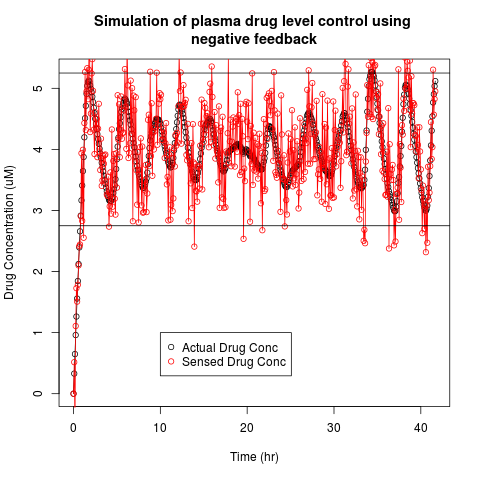 Simulation of plasma drug level control using
negative feedback
Drug Concentration (uM)
5
4
3
2
1
0
Actual Drug Conc
Sensed Drug Conc
0 10 20 30 40
Time (hr)